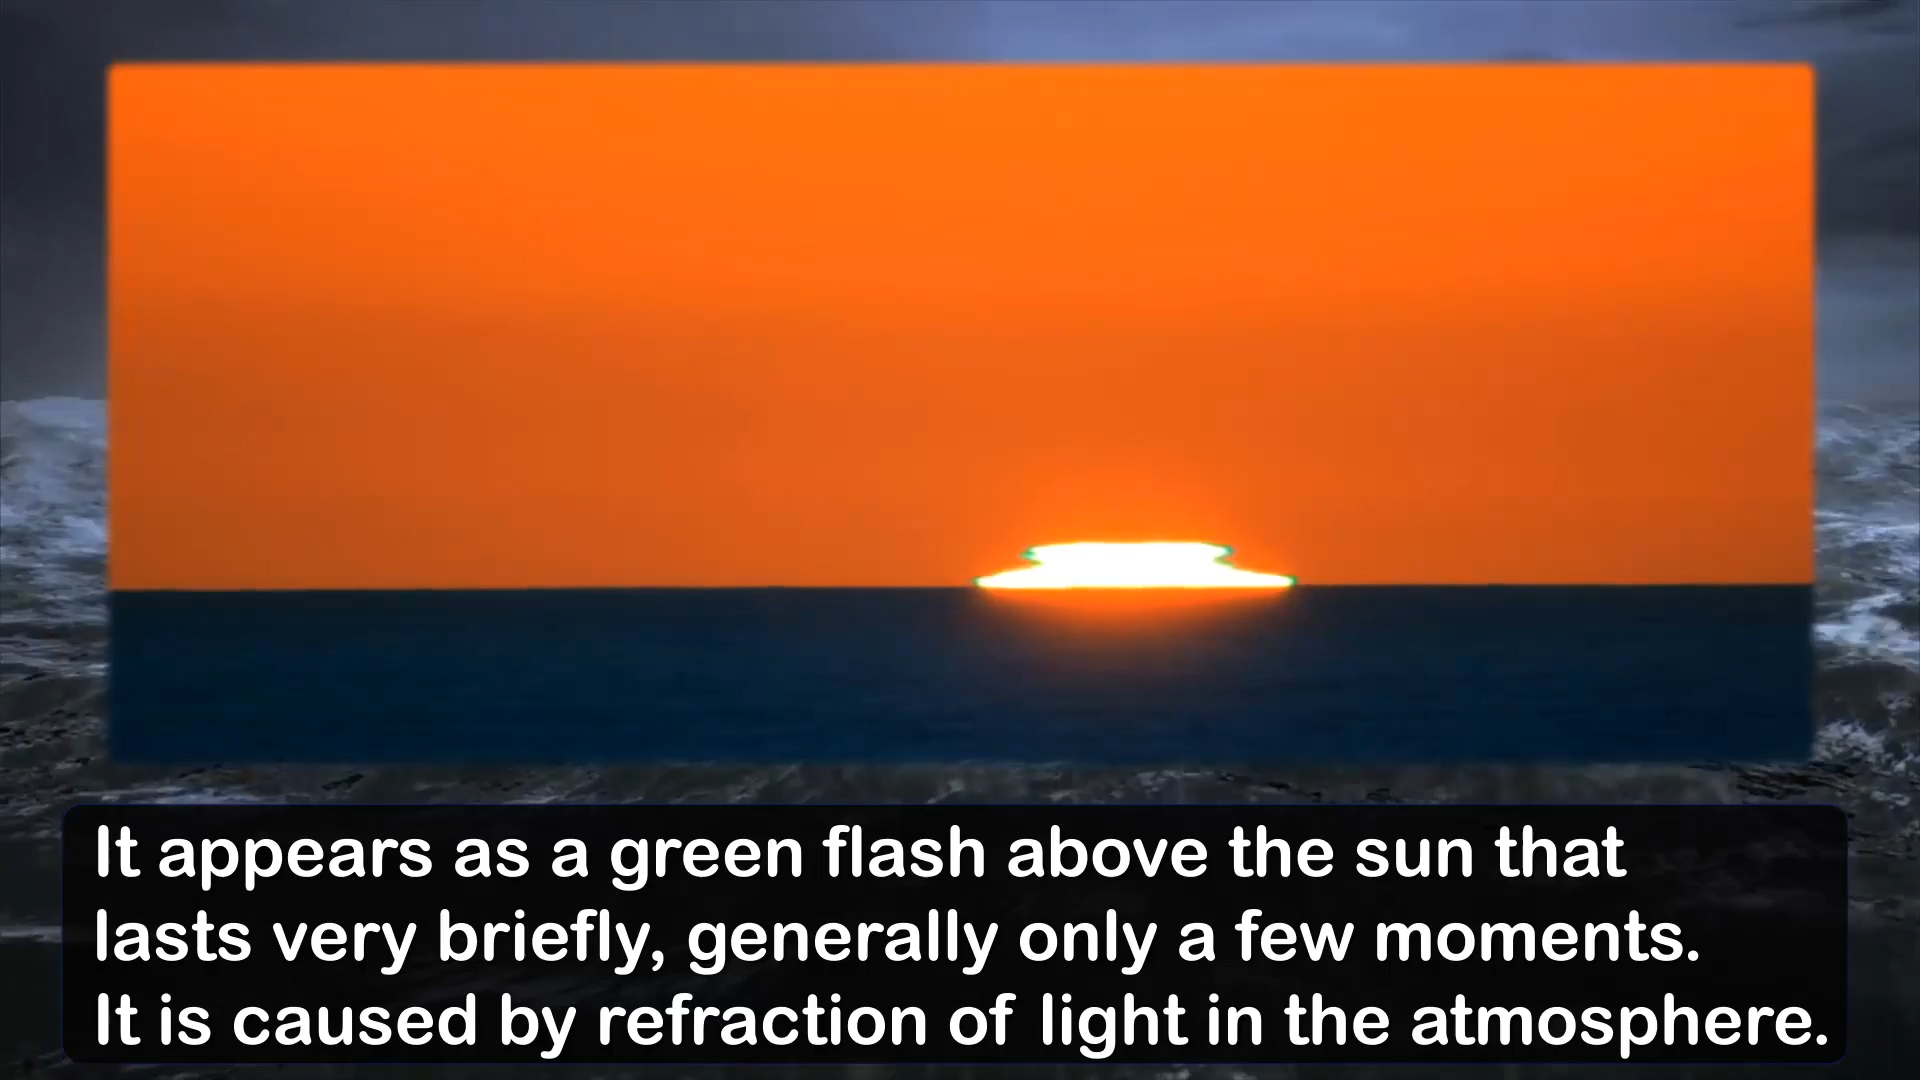 It appears as a green flash above the sun that
lasts very briefly, generally only a few moments.
It is caused by refraction of light in the atmosphere.